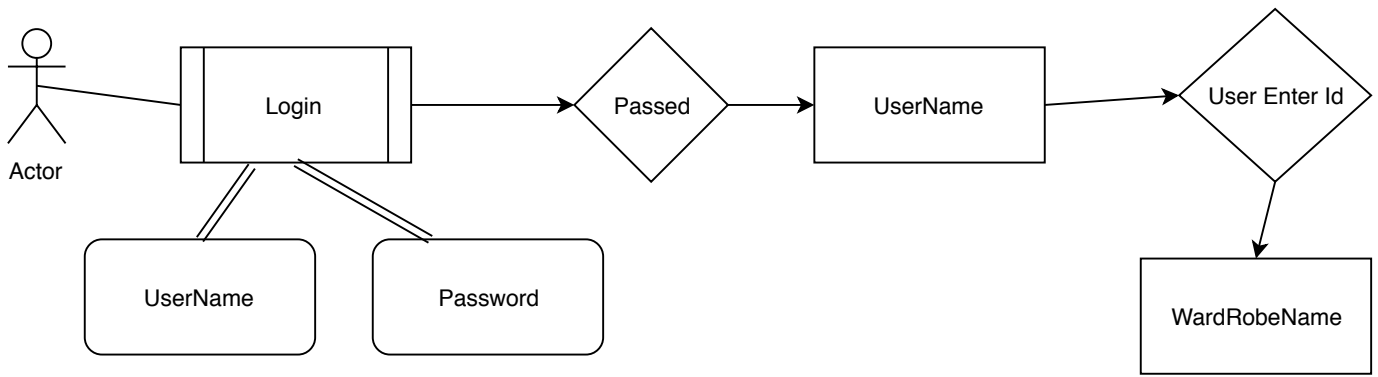 Login
Passed
UserName
User Enter Id
Actor
UserName
Password
WardRobeName